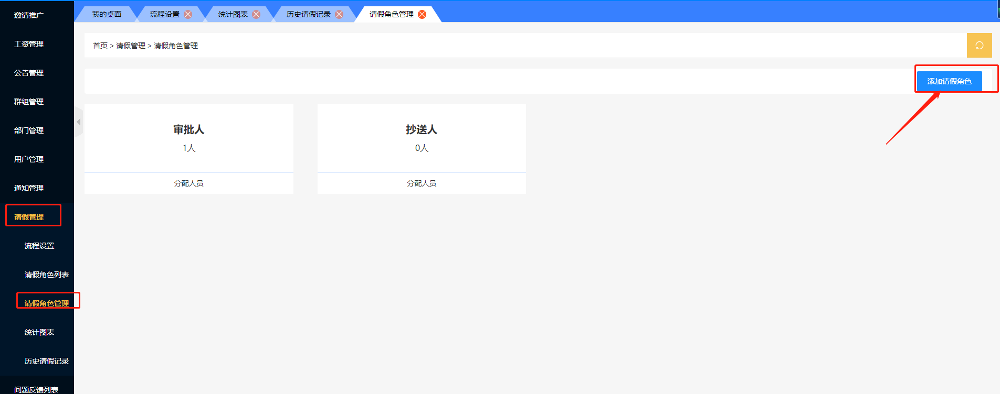 邀请推广
工资管理
公告管理
群组管理
部门管理
用户管理
通知管理
请假管理
流程设置
请假角色列表
请假角色管理
统计图表
历史请假记录
问题反馈列表
我的桌面
流程设置
统计图表
历史请假记录
请假角色管理
首页 > 请假管理 > 请假角色管理
添加请假角色
审批人
1人
分配人员
抄送人
0人
分配人员